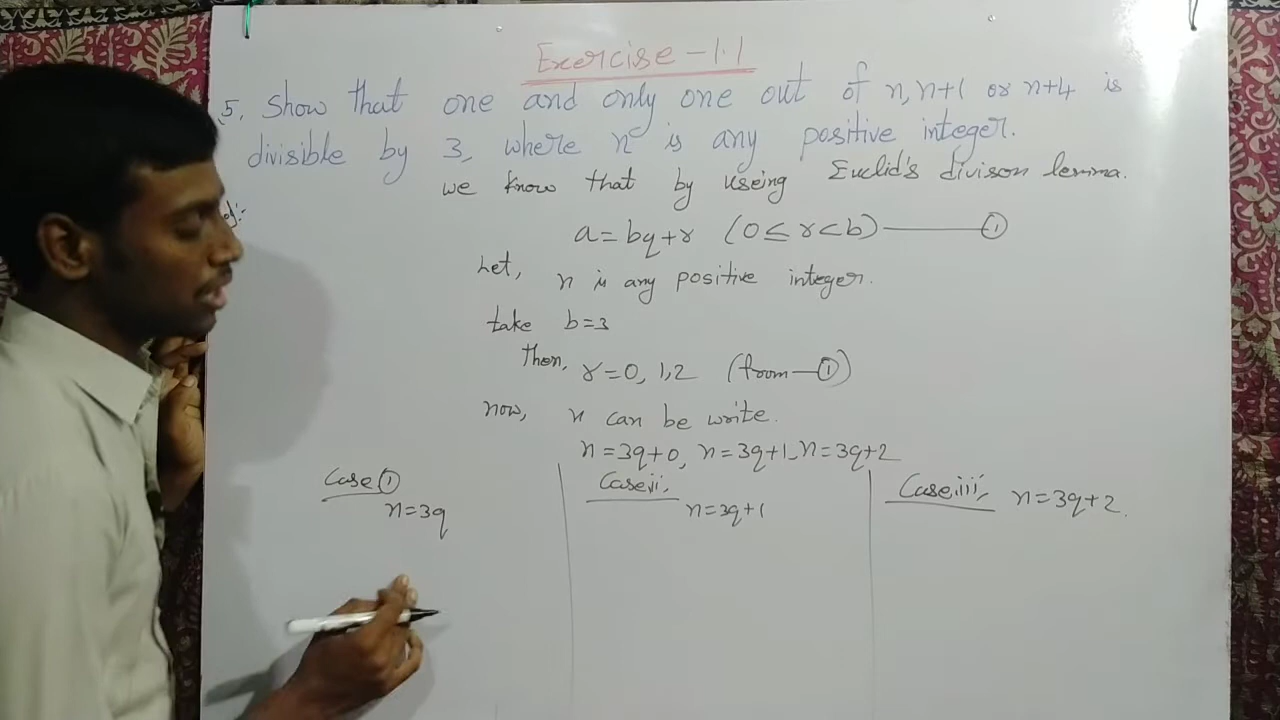 Exercise - 1.1
5. Show that one and only one out of n, n+1 or n+4 is
divisible by 3, where n is any positive integer.
we know that by useing Euclid's divison lemma.
a = bq + r (0 ≤ r < b) ——— ①
Let, n is any positive integer.
take b = 3
Then, r = 0, 1, 2 (from — ①)
now, n can be write.
n = 3q + 0, n = 3q + 1, n = 3q + 2
Case ①
n = 3q
Case ii,
n = 3q + 1
Case iii, n = 3q + 2.